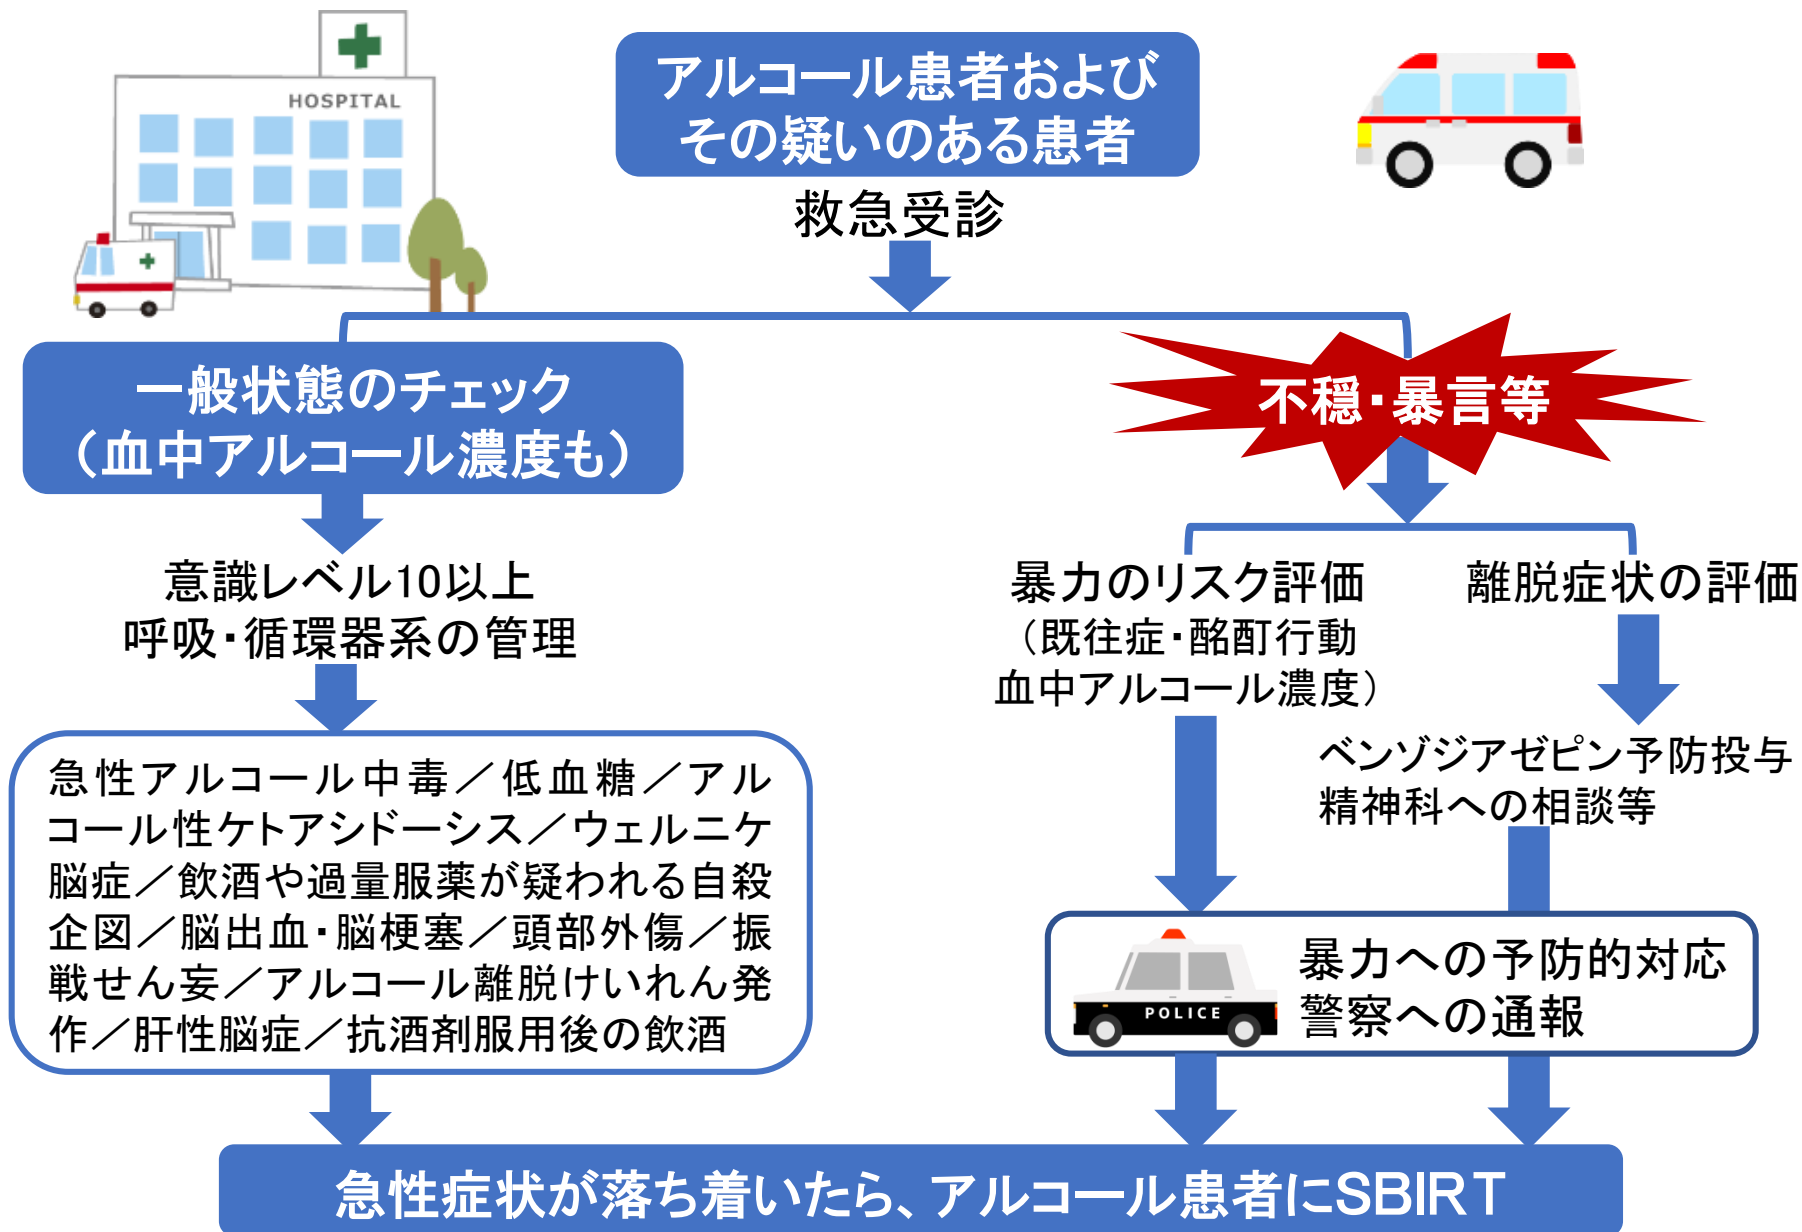 HOSPITAL
アルコール患者および
その疑いのある患者
救急受診
一般状態のチェック
（血中アルコール濃度も）
不穏・暴言等
意識レベル10以上
呼吸・循環器系の管理
暴力のリスク評価
（既往症・酩酊行動
血中アルコール濃度）
離脱症状の評価
ベンゾジアゼピン予防投与
精神科への相談等
急性アルコール中毒／低血糖／アル
コール性ケトアシドーシス／ウェルニケ
脳症／飲酒や過量服薬が疑われる自殺
企図／脳出血・脳梗塞／頭部外傷／振
戦せん妄／アルコール離脱けいれん発
作／肝性脳症／抗酒剤服用後の飲酒
POLICE
暴力への予防的対応
警察への通報
急性症状が落ち着いたら、アルコール患者にSBIRT